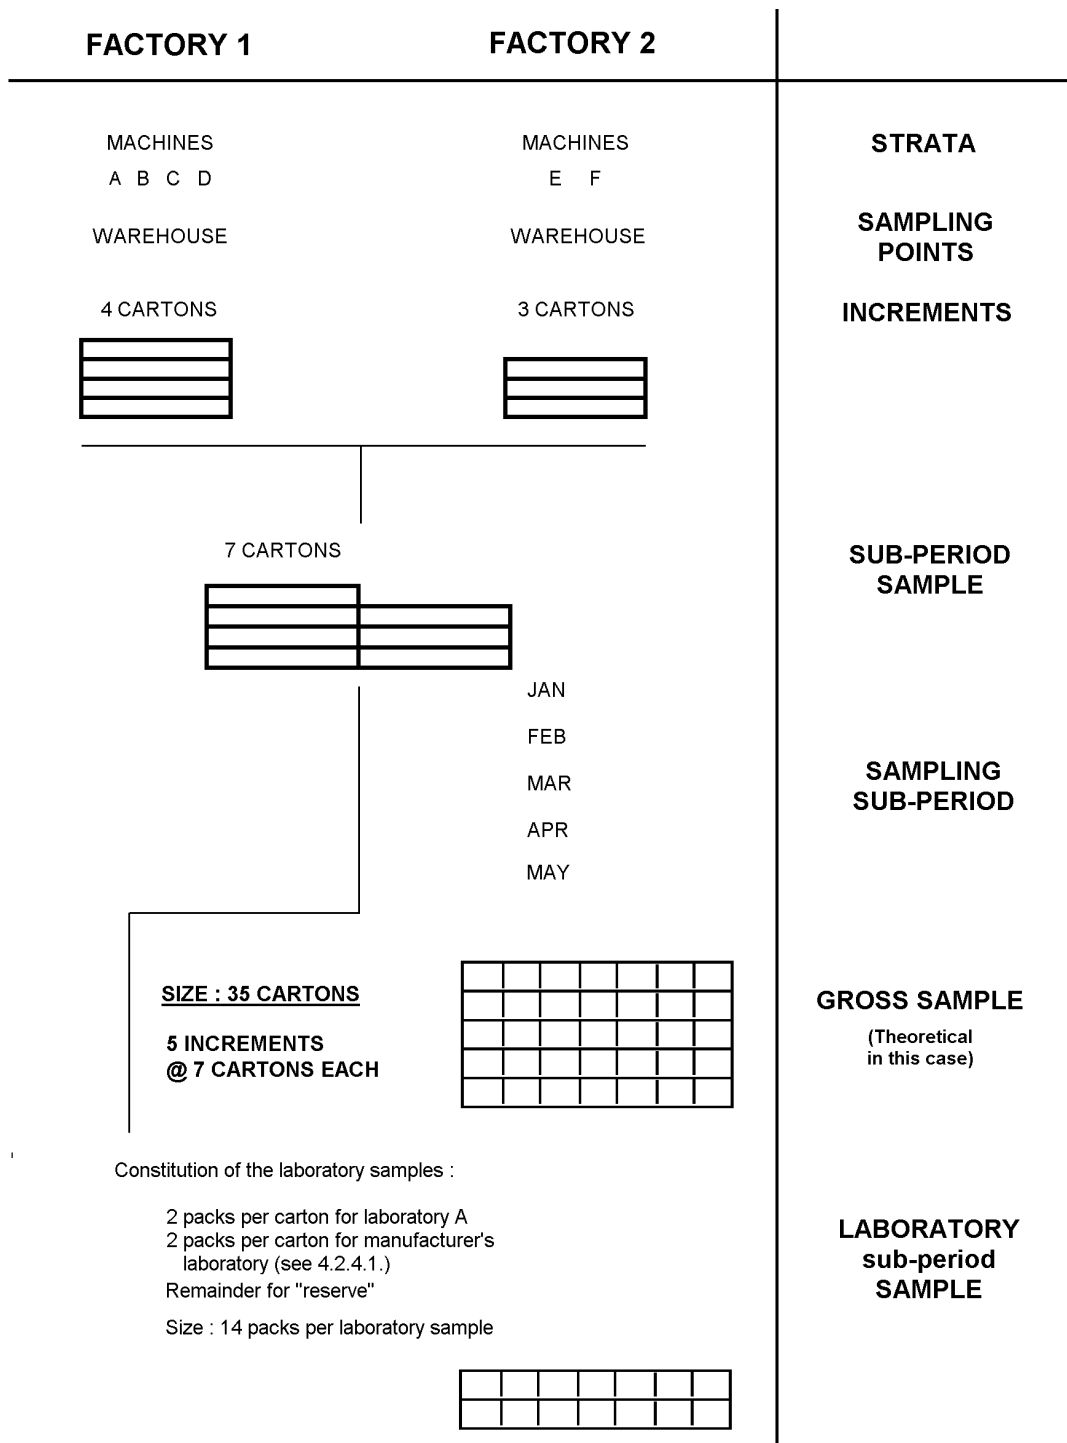 FACTORY 1
FACTORY 2
MACHINES
MACHINES
STRATA
A B C D
E F
WAREHOUSE
WAREHOUSE
SAMPLING
POINTS
4 CARTONS
3 CARTONS
INCREMENTS
7 CARTONS
SUB-PERIOD
SAMPLE
JAN
FEB
MAR
APR
MAY
SAMPLING
SUB-PERIOD
SIZE : 35 CARTONS
5 INCREMENTS
@ 7 CARTONS EACH
GROSS SAMPLE
(Theoretical
in this case)
Constitution of the laboratory samples :
2 packs per carton for laboratory A
2 packs per carton for manufacturer's
laboratory (see 4.2.4.1.)
Remainder for "reserve"
Size : 14 packs per laboratory sample
LABORATORY
sub-period
SAMPLE